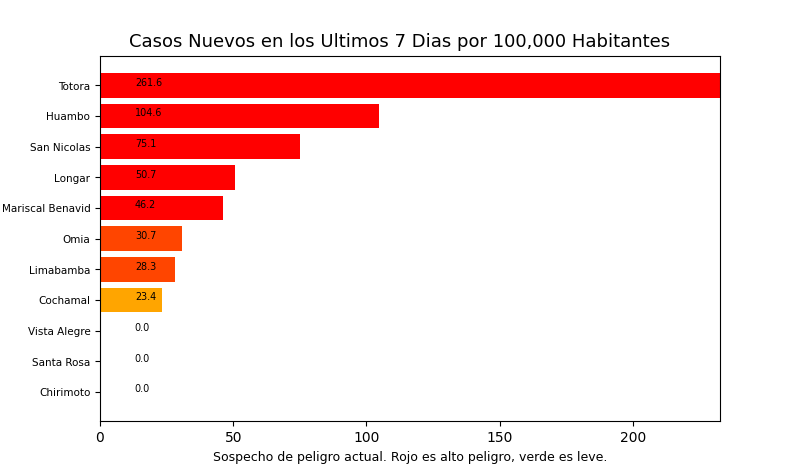 Casos Nuevos en los Ultimos 7 Dias por 100,000 Habitantes
Totora 261.6
Huambo 104.6
San Nicolas 75.1
Longar 50.7
Mariscal Benavid 46.2
Omia 30.7
Limabamba 28.3
Cochamal 23.4
Vista Alegre 0.0
Santa Rosa 0.0
Chirimoto 0.0
0 50 100 150 200
Sospecho de peligro actual. Rojo es alto peligro, verde es leve.